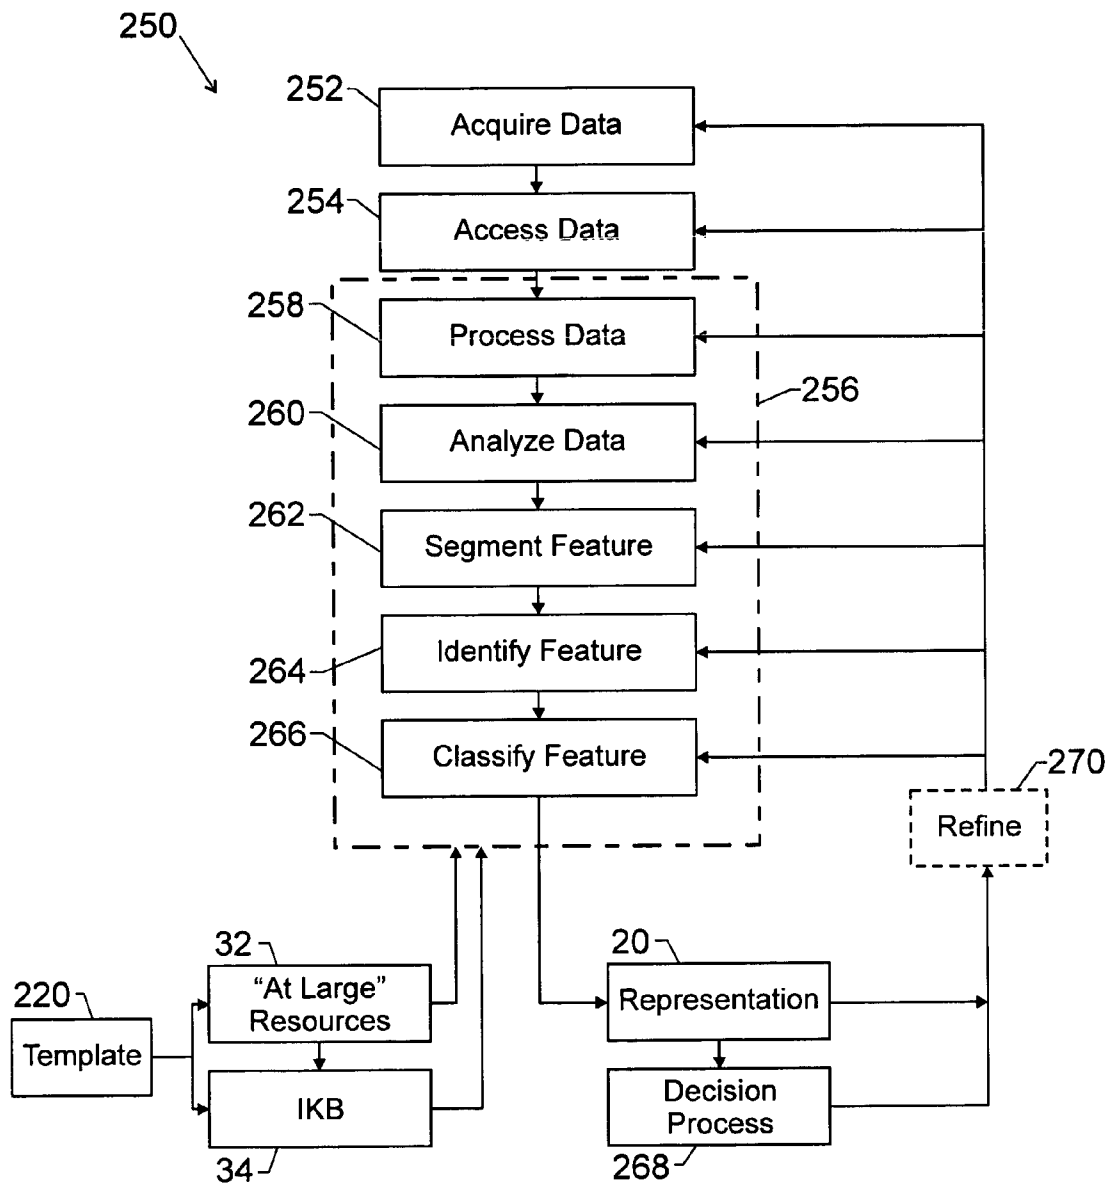 250
252
Acquire Data
254
Access Data
258
Process Data
256
260
Analyze Data
262
Segment Feature
264
Identify Feature
266
Classify Feature
270
Refine
32
"At Large"
Resources
20
Representation
220
Template
IKB
34
Decision
Process
268